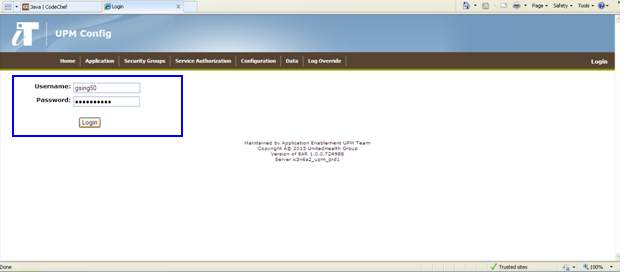 Java | CodeChef
Login
Page
Safety
Tools
iT UPM Config
Home Application Security Groups Service Authorization Configuration Data Log Override Login
Username: gsing50
Password: ●●●●●●●●●●
Login
Maintained by Application Enablement UPM Team
Copyright Â© 2013 UnitedHealth Group
Version of EAR 1.0.0.724988
Done Trusted sites 100%